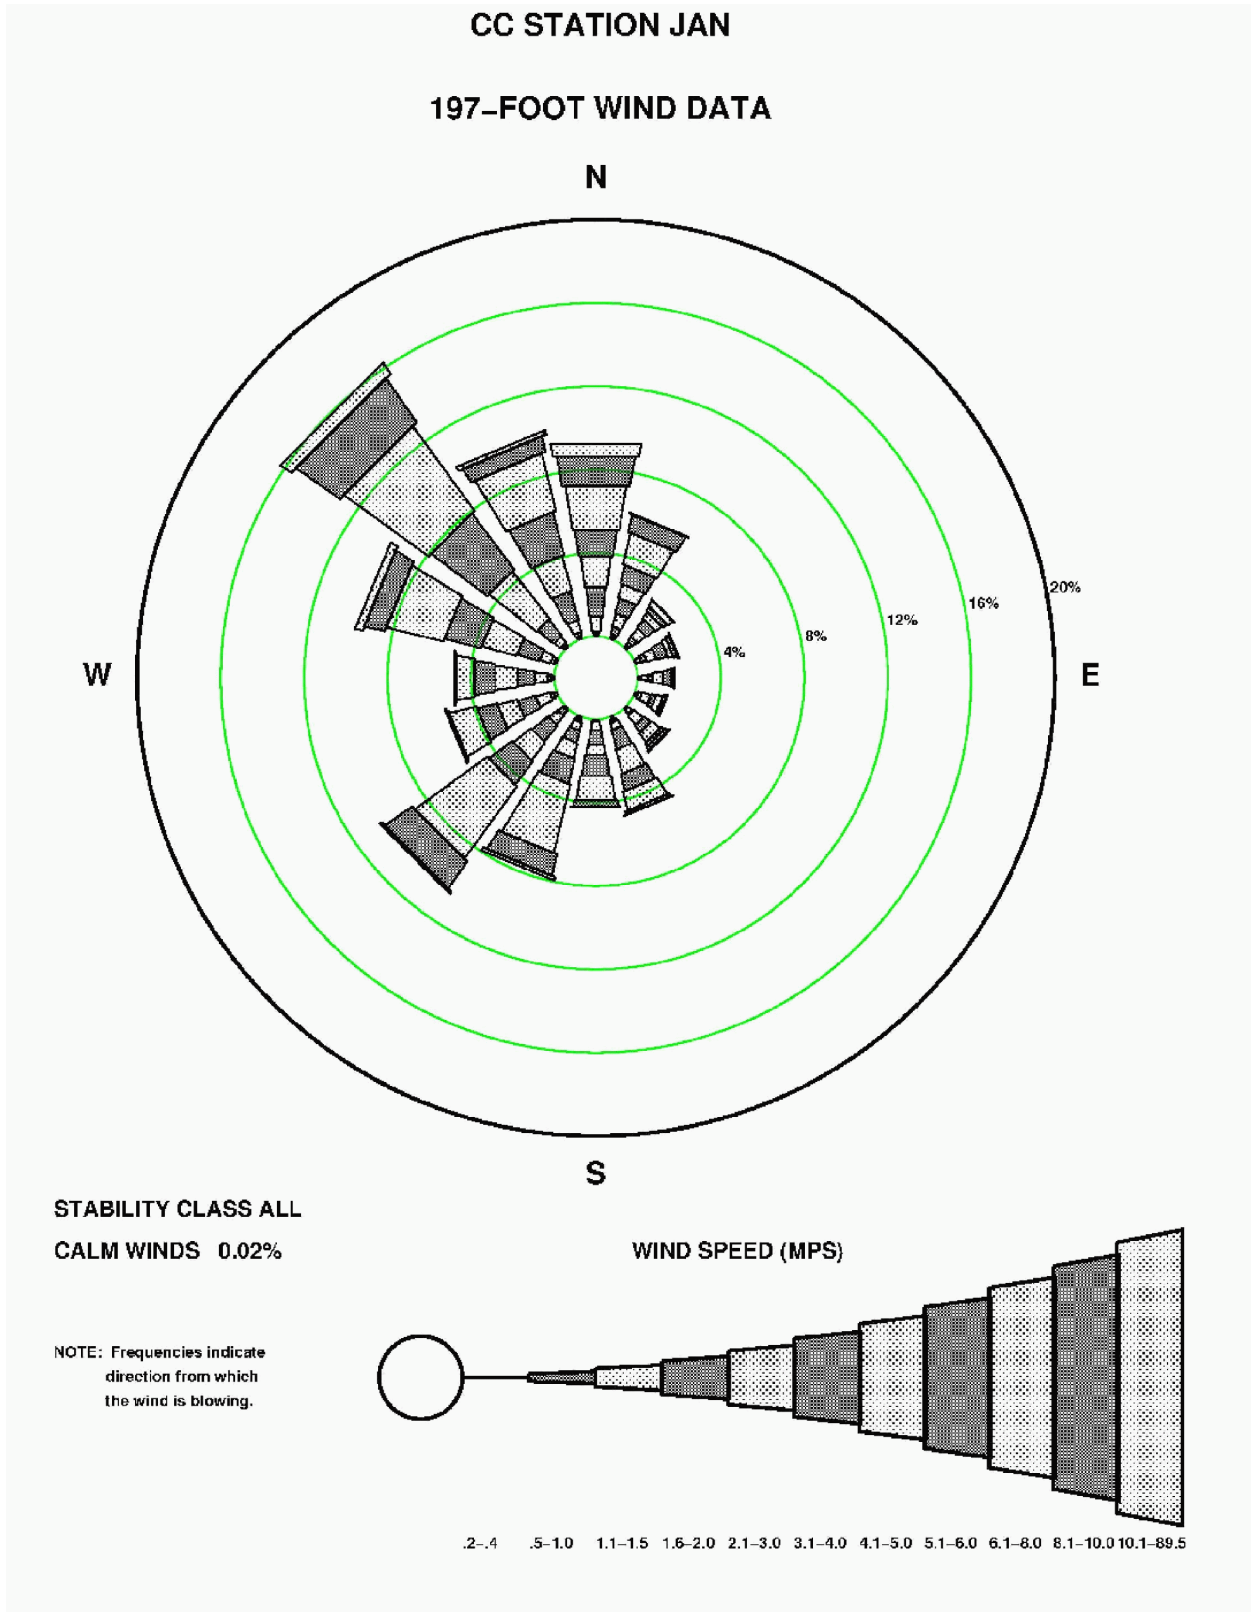 CC STATION JAN
197–FOOT WIND DATA
N
20%
16%
12%
8%
4%
W
E
S
STABILITY CLASS ALL
CALM WINDS 0.02%
WIND SPEED (MPS)
NOTE: Frequencies indicate
direction from which
the wind is blowing.
.2–.4 .5–1.0 1.1–1.5 1.6–2.0 2.1–3.0 3.1–4.0 4.1–5.0 5.1–6.0 6.1–8.0 8.1–10.0 10.1–89.5